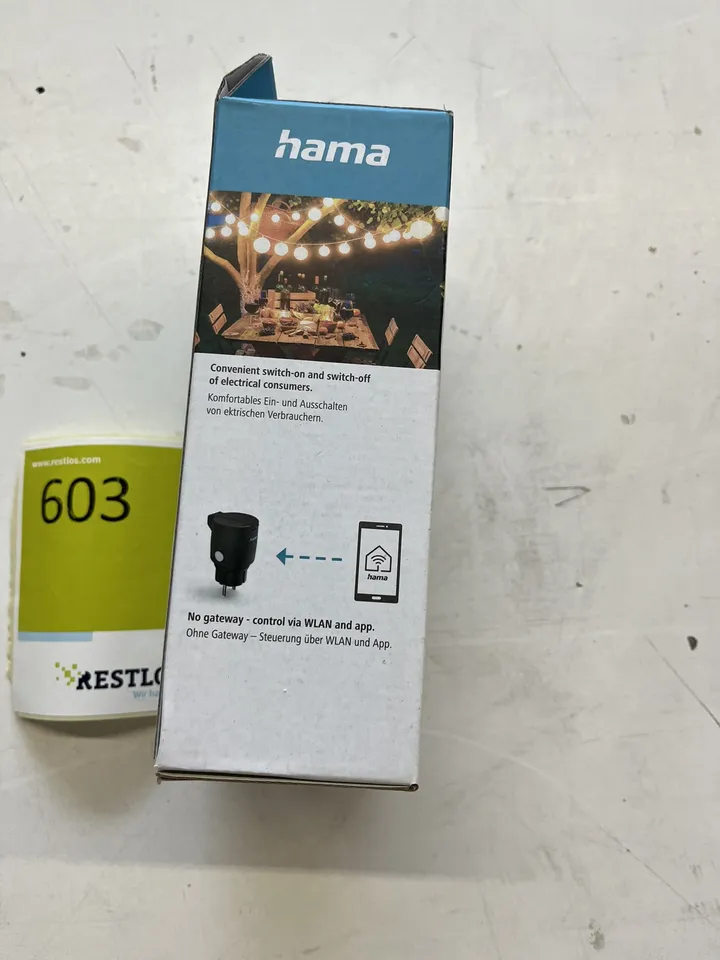 hama
Convenient switch-on and switch-off
of electrical consumers.
Komfortables Ein- und Ausschalten
von ektrischen Verbrauchern.
www.restlos.com
603
hama
No gateway - control via WLAN and app.
Ohne Gateway – Steuerung über WLAN und App.
RESTLO
Wir